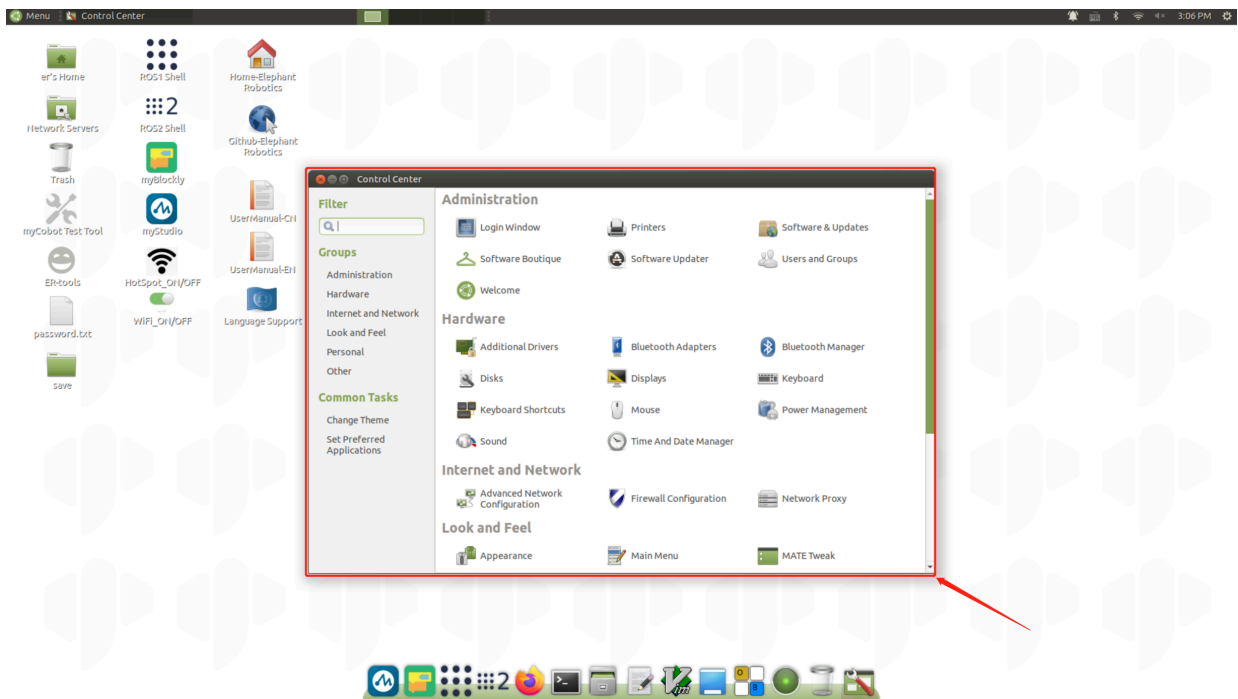 Menu
Control Center
3:06 PM
er's Home
ROS1 Shell
Home-Elephant
Robotics
Network Servers
2
ROS2 Shell
Github-Elephant
Robotics
Trash
myBlockly
myCobot Test Tool
myStudio
UserManual-CN
ER
ER-tools
HotSpot_ON/OFF
UserManual-EN
password.txt
WiFi_ON/OFF
Language Support
save
Control Center
Filter
Groups
Administration
Hardware
Internet and Network
Look and Feel
Personal
Other
Common Tasks
Change Theme
Set Preferred
Applications
Administration
Login Window
Printers
Software & Updates
Software Boutique
Software Updater
Users and Groups
Welcome
Hardware
Additional Drivers
Bluetooth Adapters
Bluetooth Manager
Disks
Displays
Keyboard
Keyboard Shortcuts
Mouse
Power Management
Sound
Time And Date Manager
Internet and Network
Advanced Network
Configuration
Firewall Configuration
Network Proxy
Look and Feel
Appearance
Main Menu
MATE Tweak
2
Vim